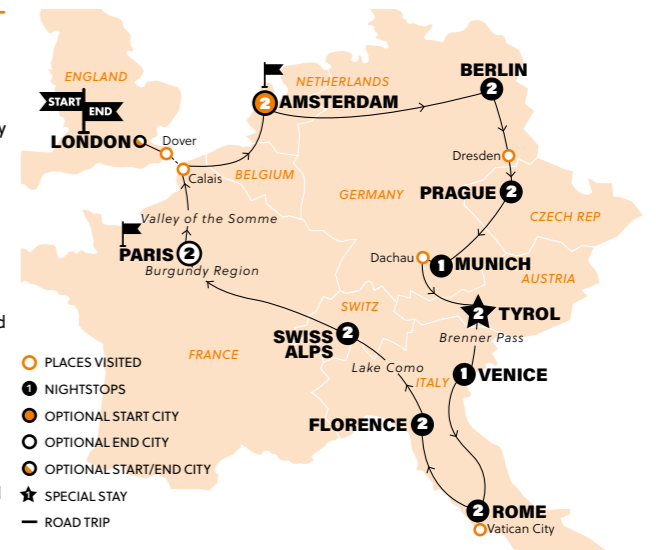 ENGLAND
START
END
LONDON
Dover
Calais
NETHERLANDS
2
AMSTERDAM
BELGIUM
BERLIN
2
Dresden
GERMANY
PRAGUE
2
CZECH REP
Valley of the Somme
PARIS
2
Burgundy Region
Dachau
1
MUNICH
AUSTRIA
2
TYROL
Brenner Pass
SWITZ
SWISS
ALPS
2
FRANCE
Lake Como
ITALY
1
VENICE
FLORENCE
2
2
ROME
Vatican City
PLACES VISITED
1 NIGHTSTOPS
OPTIONAL START CITY
OPTIONAL END CITY
OPTIONAL START/END CITY
1 SPECIAL STAY
ROAD TRIP